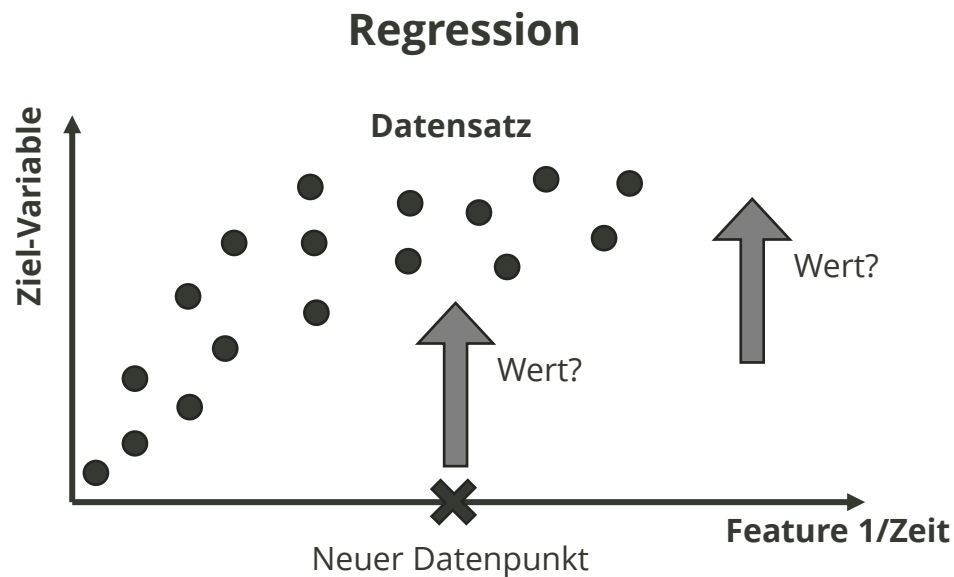 Regression
Datensatz
Ziel-Variable
Wert?
Wert?
Feature 1/Zeit
Neuer Datenpunkt